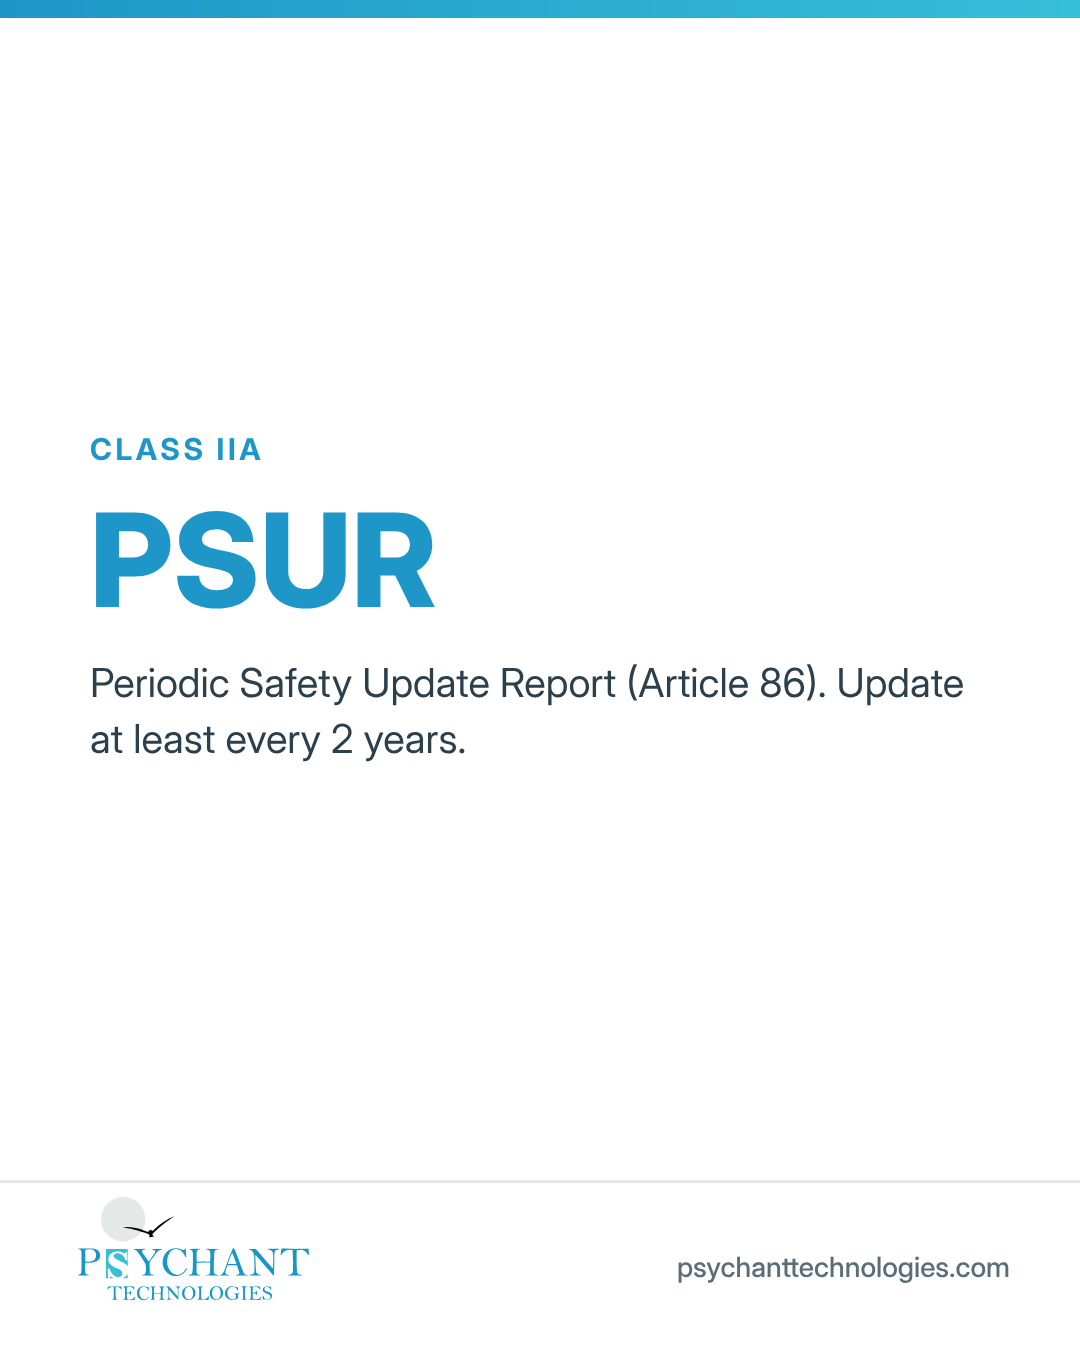 CLASS IIA
PSUR
Periodic Safety Update Report (Article 86). Update
at least every 2 years.
PSYCHANT
TECHNOLOGIES
psychanttechnologies.com